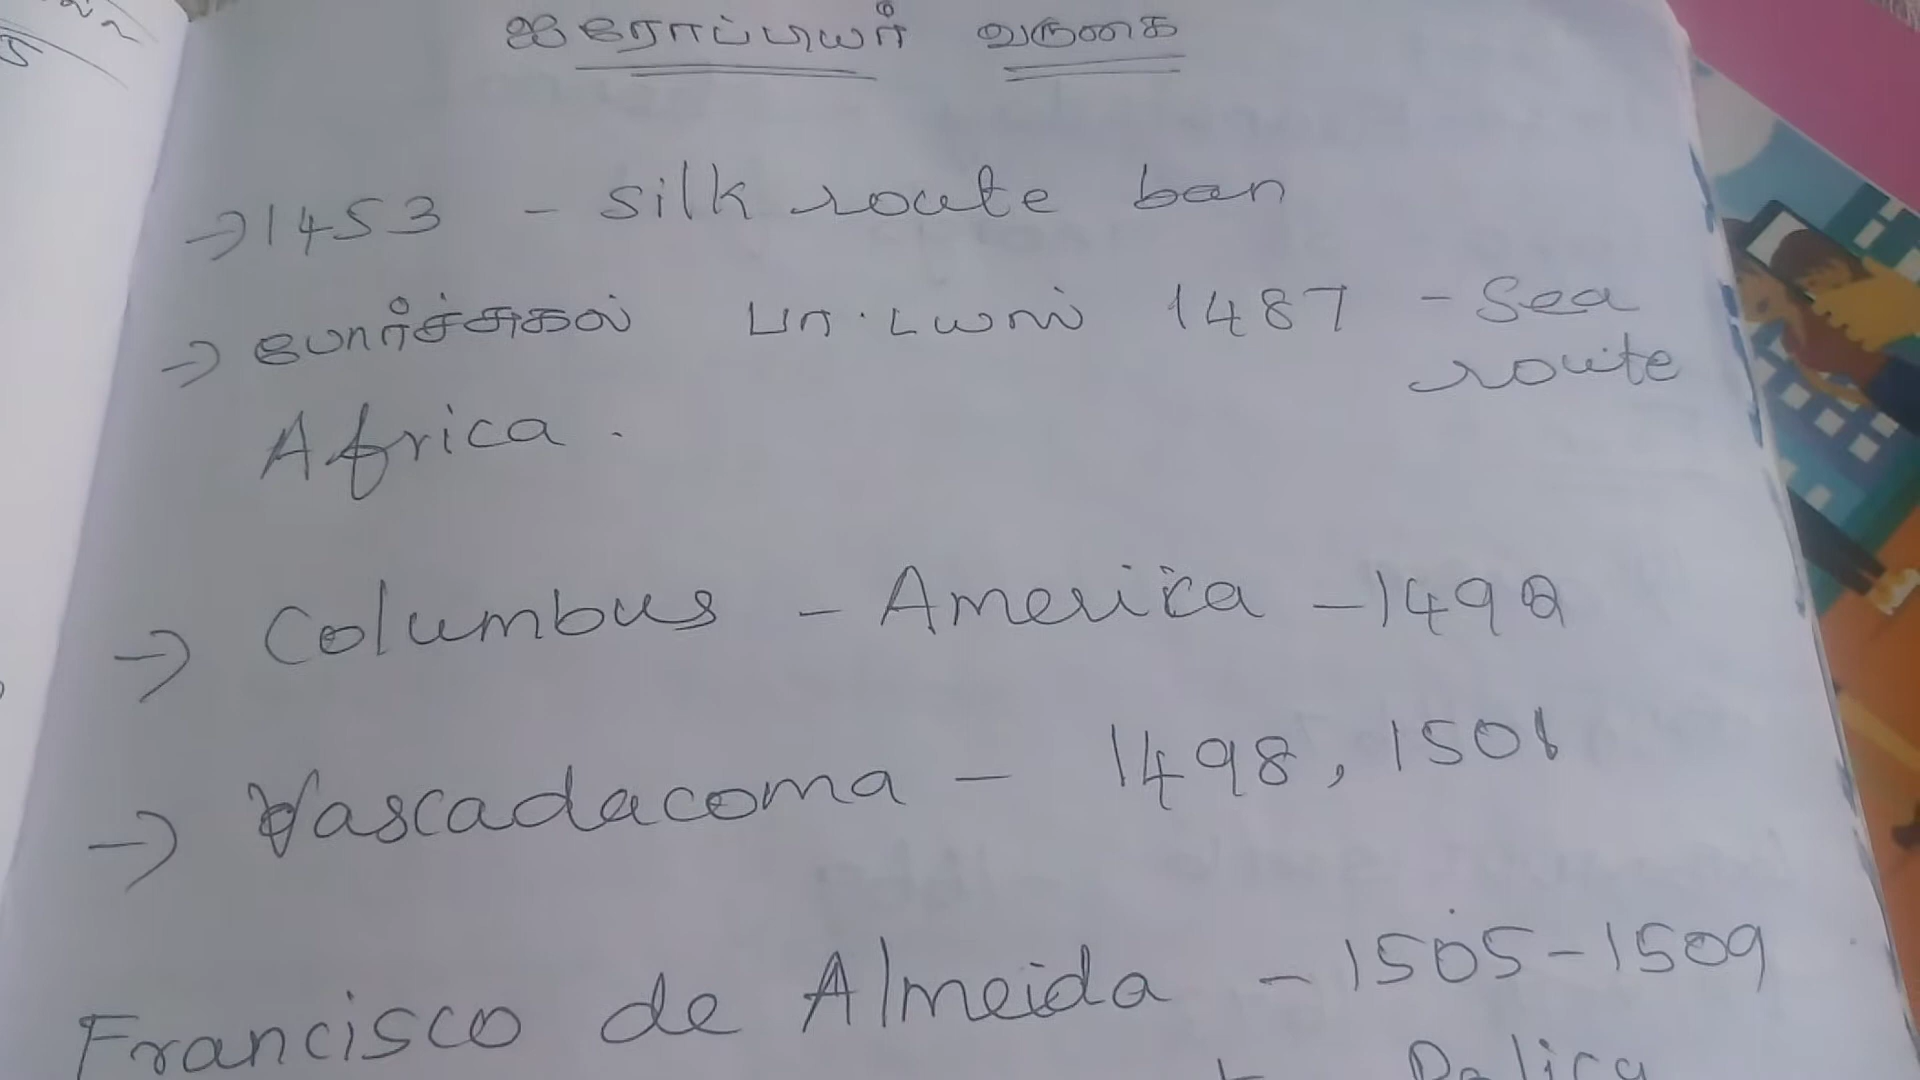 ஐரோப்பியர் வருகை
→ 1453 - silk route ban
→ போர்ச்சுகல் பா.டயஸ் 1487 - Sea
route
Africa.
→ Columbus - America - 1492
→ Vascadacoma - 1498, 1501
Francisco de Almeida - 1505-1509